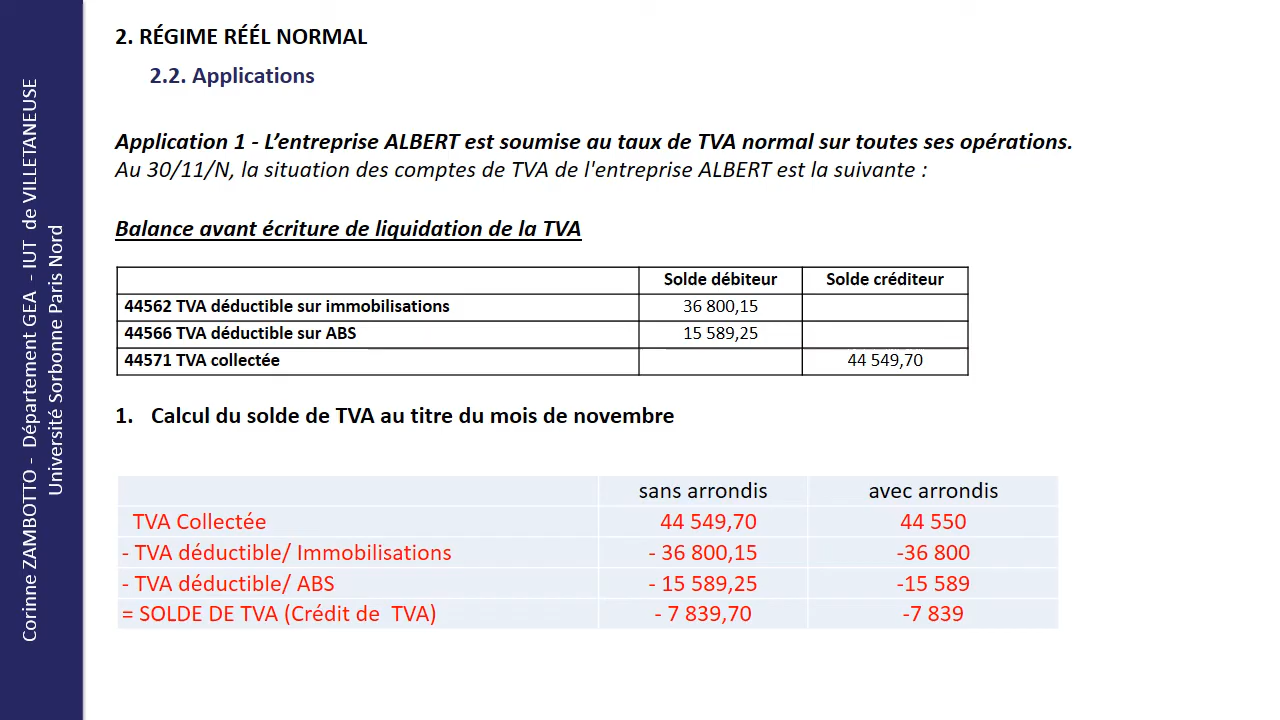 2. RÉGIME RÉÉL NORMAL
2.2. Applications
Application 1 - L’entreprise ALBERT est soumise au taux de TVA normal sur toutes ses opérations.
Au 30/11/N, la situation des comptes de TVA de l'entreprise ALBERT est la suivante :
Balance avant écriture de liquidation de la TVA
Solde débiteur Solde créditeur
44562 TVA déductible sur immobilisations 36 800,15
44566 TVA déductible sur ABS 15 589,25
44571 TVA collectée 44 549,70
1. Calcul du solde de TVA au titre du mois de novembre
sans arrondis avec arrondis
TVA Collectée 44 549,70 44 550
- TVA déductible/ Immobilisations - 36 800,15 -36 800
- TVA déductible/ ABS - 15 589,25 -15 589
= SOLDE DE TVA (Crédit de TVA) - 7 839,70 -7 839
Corinne ZAMBOTTO - Département GEA - IUT de VILLETANEUSE
Université Sorbonne Paris Nord